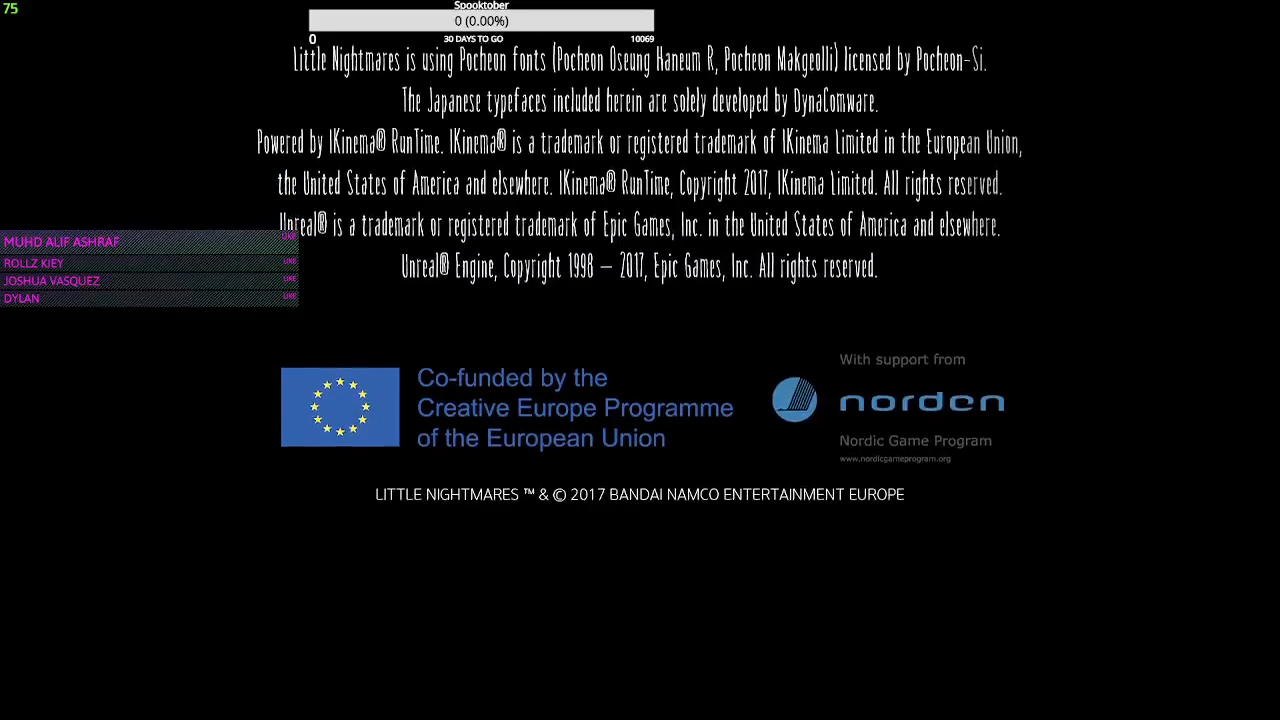 75
Spooktober
0 (0.00%)
0 30 DAYS TO GO 10069
Little Nightmares is using Pocheon fonts (Pocheon Oseung Haneum R, Pocheon Makgeolli) licensed by Pocheon-Si.
The Japanese typefaces included herein are solely developed by DynaComware.
Powered by IKinema® RunTime. IKinema® is a trademark or registered trademark of IKinema Limited in the European Union,
the United States of America and elsewhere. IKinema® RunTime, Copyright 2017, IKinema Limited. All rights reserved.
Unreal® is a trademark or registered trademark of Epic Games, Inc. in the United States of America and elsewhere.
Unreal® Engine, Copyright 1998 – 2017, Epic Games, Inc. All rights reserved.
MUHD ALIF ASHRAF LIKE
ROLLZ KIEY LIKE
JOSHUA VASQUEZ LIKE
DYLAN LIKE
Co-funded by the
Creative Europe Programme
of the European Union
With support from
norden
Nordic Game Program
www.nordicgameprogram.org
LITTLE NIGHTMARES ™ & © 2017 BANDAI NAMCO ENTERTAINMENT EUROPE